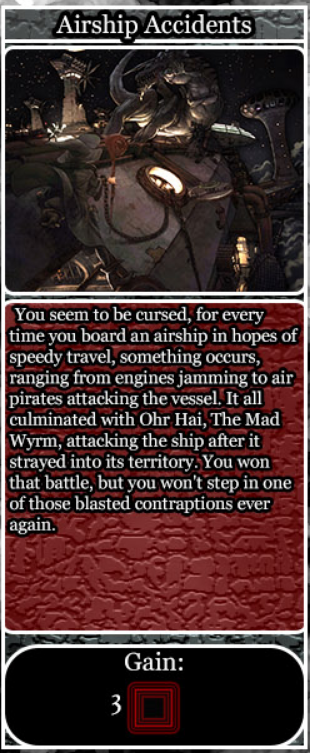 Airship Accidents
You seem to be cursed, for every
time you board an airship in hopes of
speedy travel, something occurs,
ranging from engines jamming to air
pirates attacking the vessel. It all
culminated with Ohr Hai, The Mad
Wyrm, attacking the ship after it
strayed into its territory. You won
that battle, but you won't step in one
of those blasted contraptions ever
again.
Gain:
3